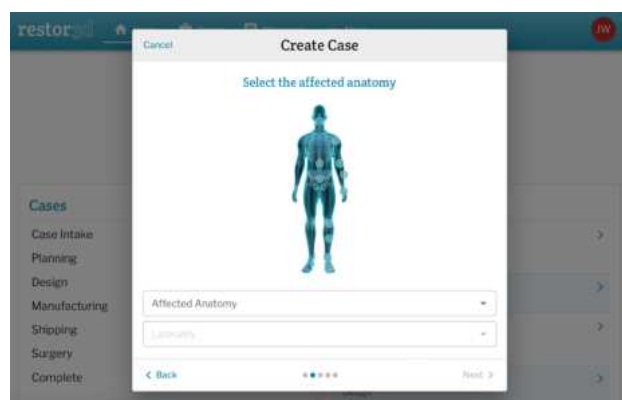 restor3d
JW
Cancel
Create Case
Select the affected anatomy
Affected Anatomy
Laterality
Back
Next
Cases
Case Intake
Planning
Design
Manufacturing
Shipping
Surgery
Complete